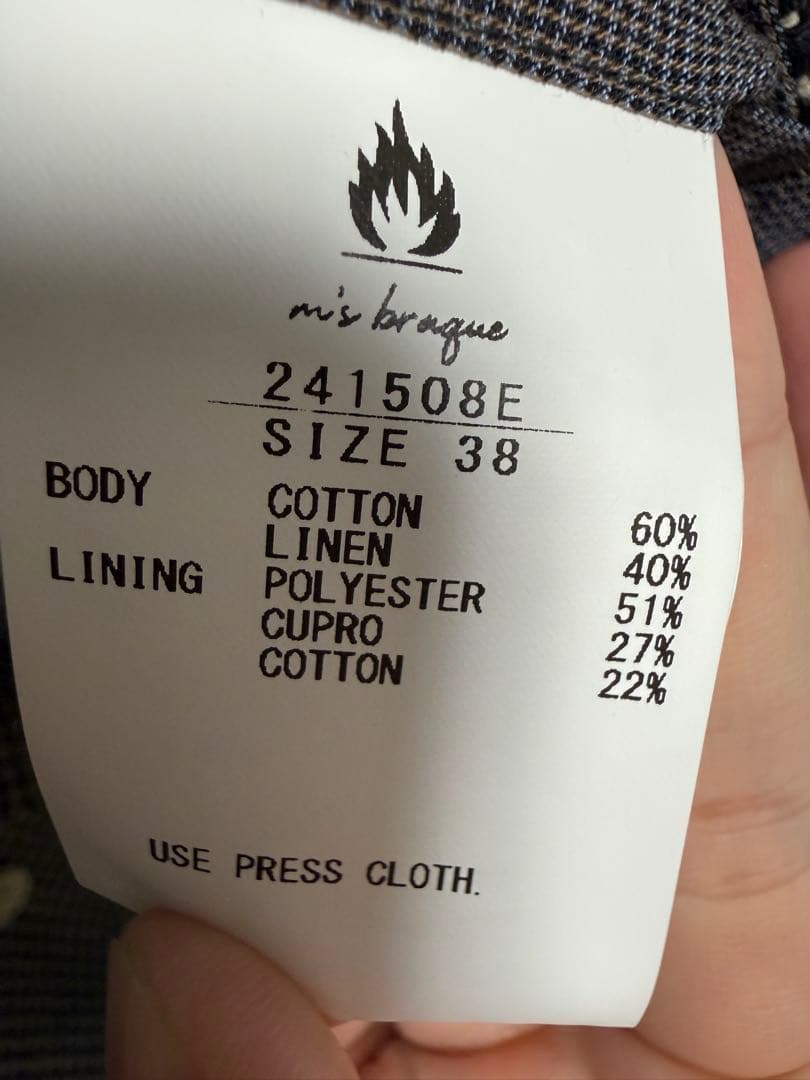 m's braque
241508E
SIZE 38
BODY COTTON 60%
LINEN 40%
LINING POLYESTER 51%
CUPRO 27%
COTTON 22%
USE PRESS CLOTH.